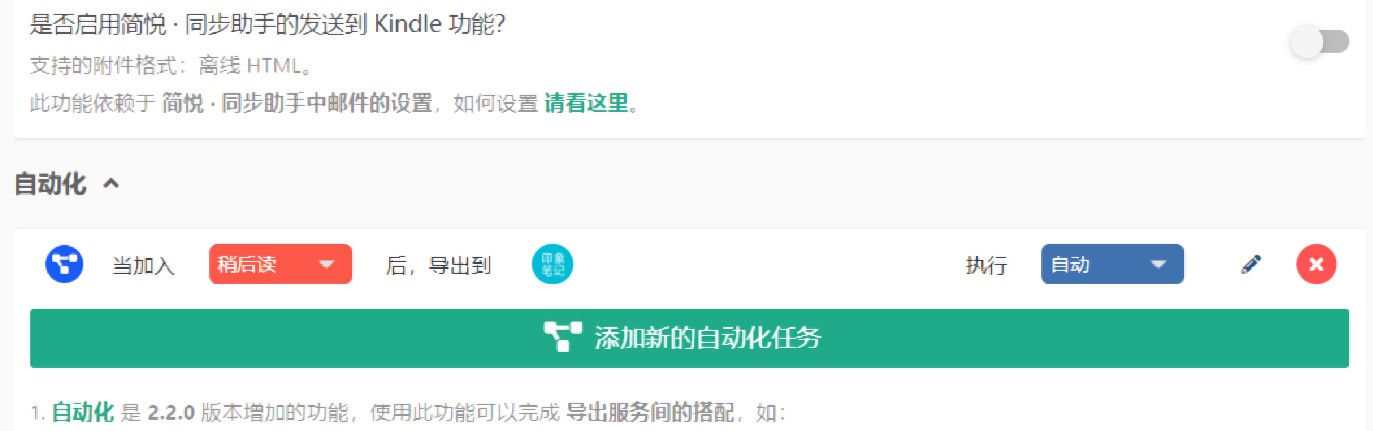 是否启用简悦 · 同步助手的发送到 Kindle 功能？
支持的附件格式：离线 HTML。
此功能依赖于 简悦 · 同步助手中邮件的设置，如何设置 请看这里。
自动化
当加入 稍后读 后，导出到 印象笔记 执行 自动
添加新的自动化任务
1. 自动化 是 2.2.0 版本增加的功能，使用此功能可以完成 导出服务间的搭配，如：